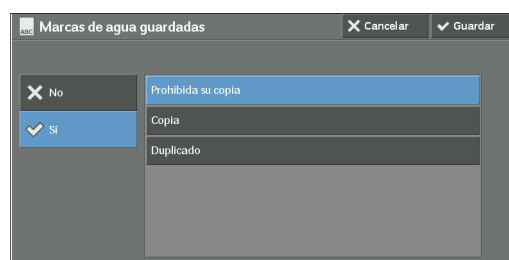 ABC Marcas de agua guardadas Cancelar Guardar
No Prohibida su copia
Sí Copia
Duplicado